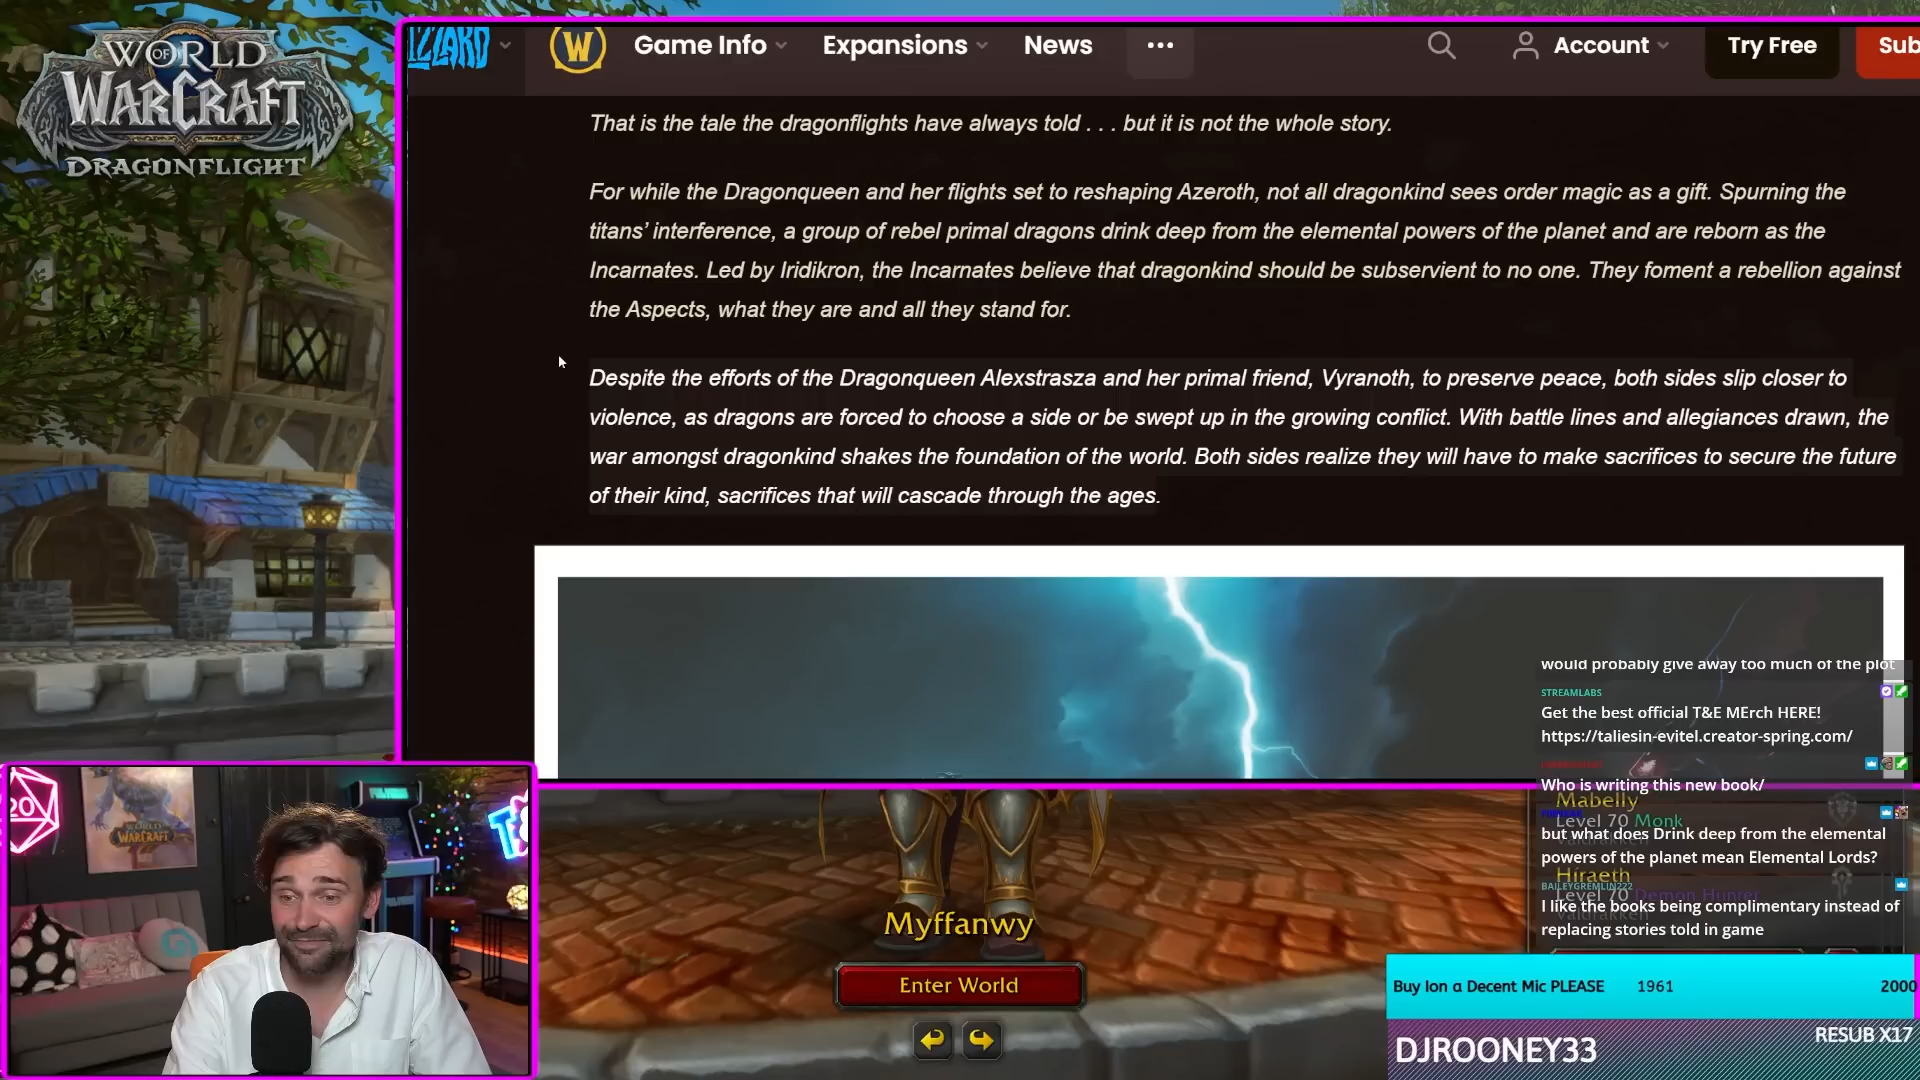 WORLD
OF
WARCRAFT
DRAGONFLIGHT
Game Info
Expansions
News
Account
Try Free
Sub
That is the tale the dragonflights have always told . . . but it is not the whole story.
For while the Dragonqueen and her flights set to reshaping Azeroth, not all dragonkind sees order magic as a gift. Spurning the
titans’ interference, a group of rebel primal dragons drink deep from the elemental powers of the planet and are reborn as the
Incarnates. Led by Iridikron, the Incarnates believe that dragonkind should be subservient to no one. They foment a rebellion against
the Aspects, what they are and all they stand for.
Despite the efforts of the Dragonqueen Alexstrasza and her primal friend, Vyranoth, to preserve peace, both sides slip closer to
violence, as dragons are forced to choose a side or be swept up in the growing conflict. With battle lines and allegiances drawn, the
war amongst dragonkind shakes the foundation of the world. Both sides realize they will have to make sacrifices to secure the future
of their kind, sacrifices that will cascade through the ages.
would probably give away too much of the plot
STREAMLABS
Get the best official T&E MErch HERE!
https://taliesin-evitel.creator-spring.com/
Who is writing this new book/
Mabelly
Level 70 Monk
but what does Drink deep from the elemental
powers of the planet mean Elemental Lords?
Hiraeth
BAILEYGREMLIN222
Level 70 Demon Hunter
I like the books being complimentary instead of
Valdrakken
replacing stories told in game
20
WORLD
WARCRAFT
Myffanwy
Enter World
Buy Ion a Decent Mic PLEASE
1961
2000
DJROONEY33
RESUB X17